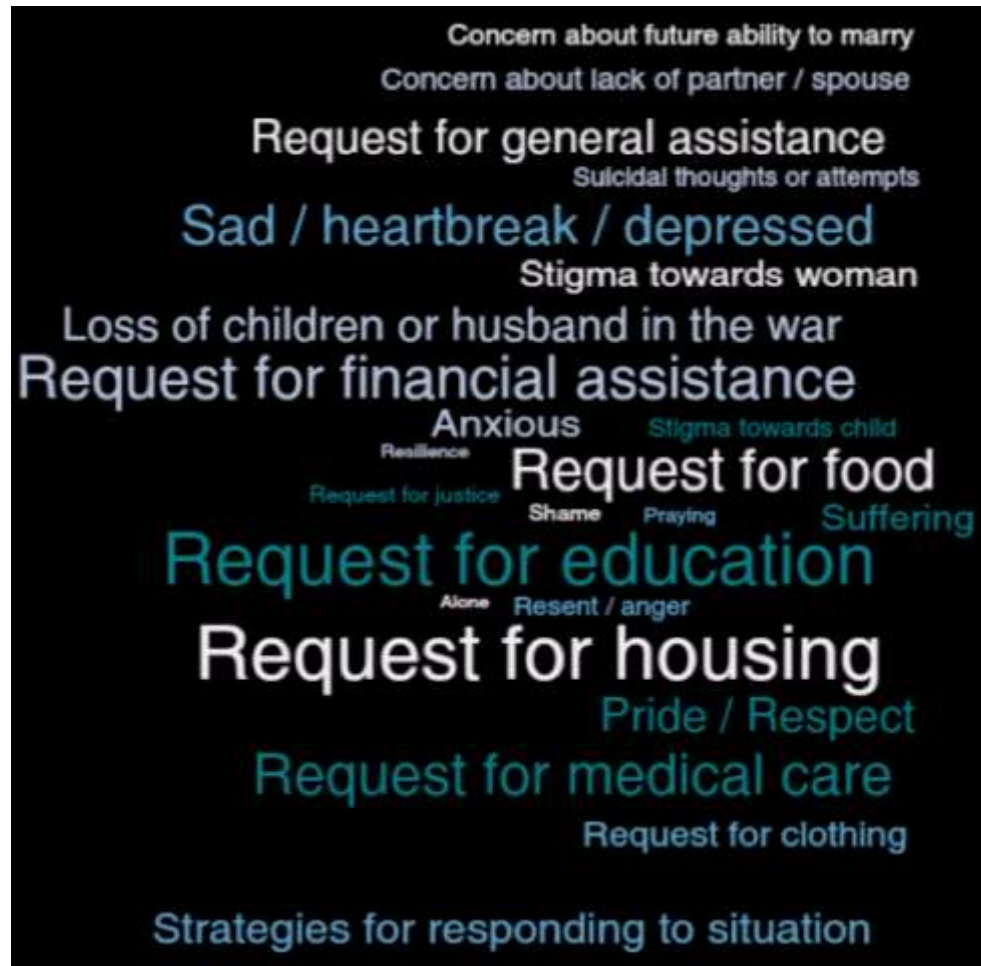 Concern about future ability to marry
Concern about lack of partner / spouse
Request for general assistance
Suicidal thoughts or attempts
Sad / heartbreak / depressed
Stigma towards woman
Loss of children or husband in the war
Request for financial assistance
Anxious
Stigma towards child
Resilience
Request for food
Request for justice
Shame
Praying
Suffering
Request for education
Alone
Resent / anger
Request for housing
Pride / Respect
Request for medical care
Request for clothing
Strategies for responding to situation